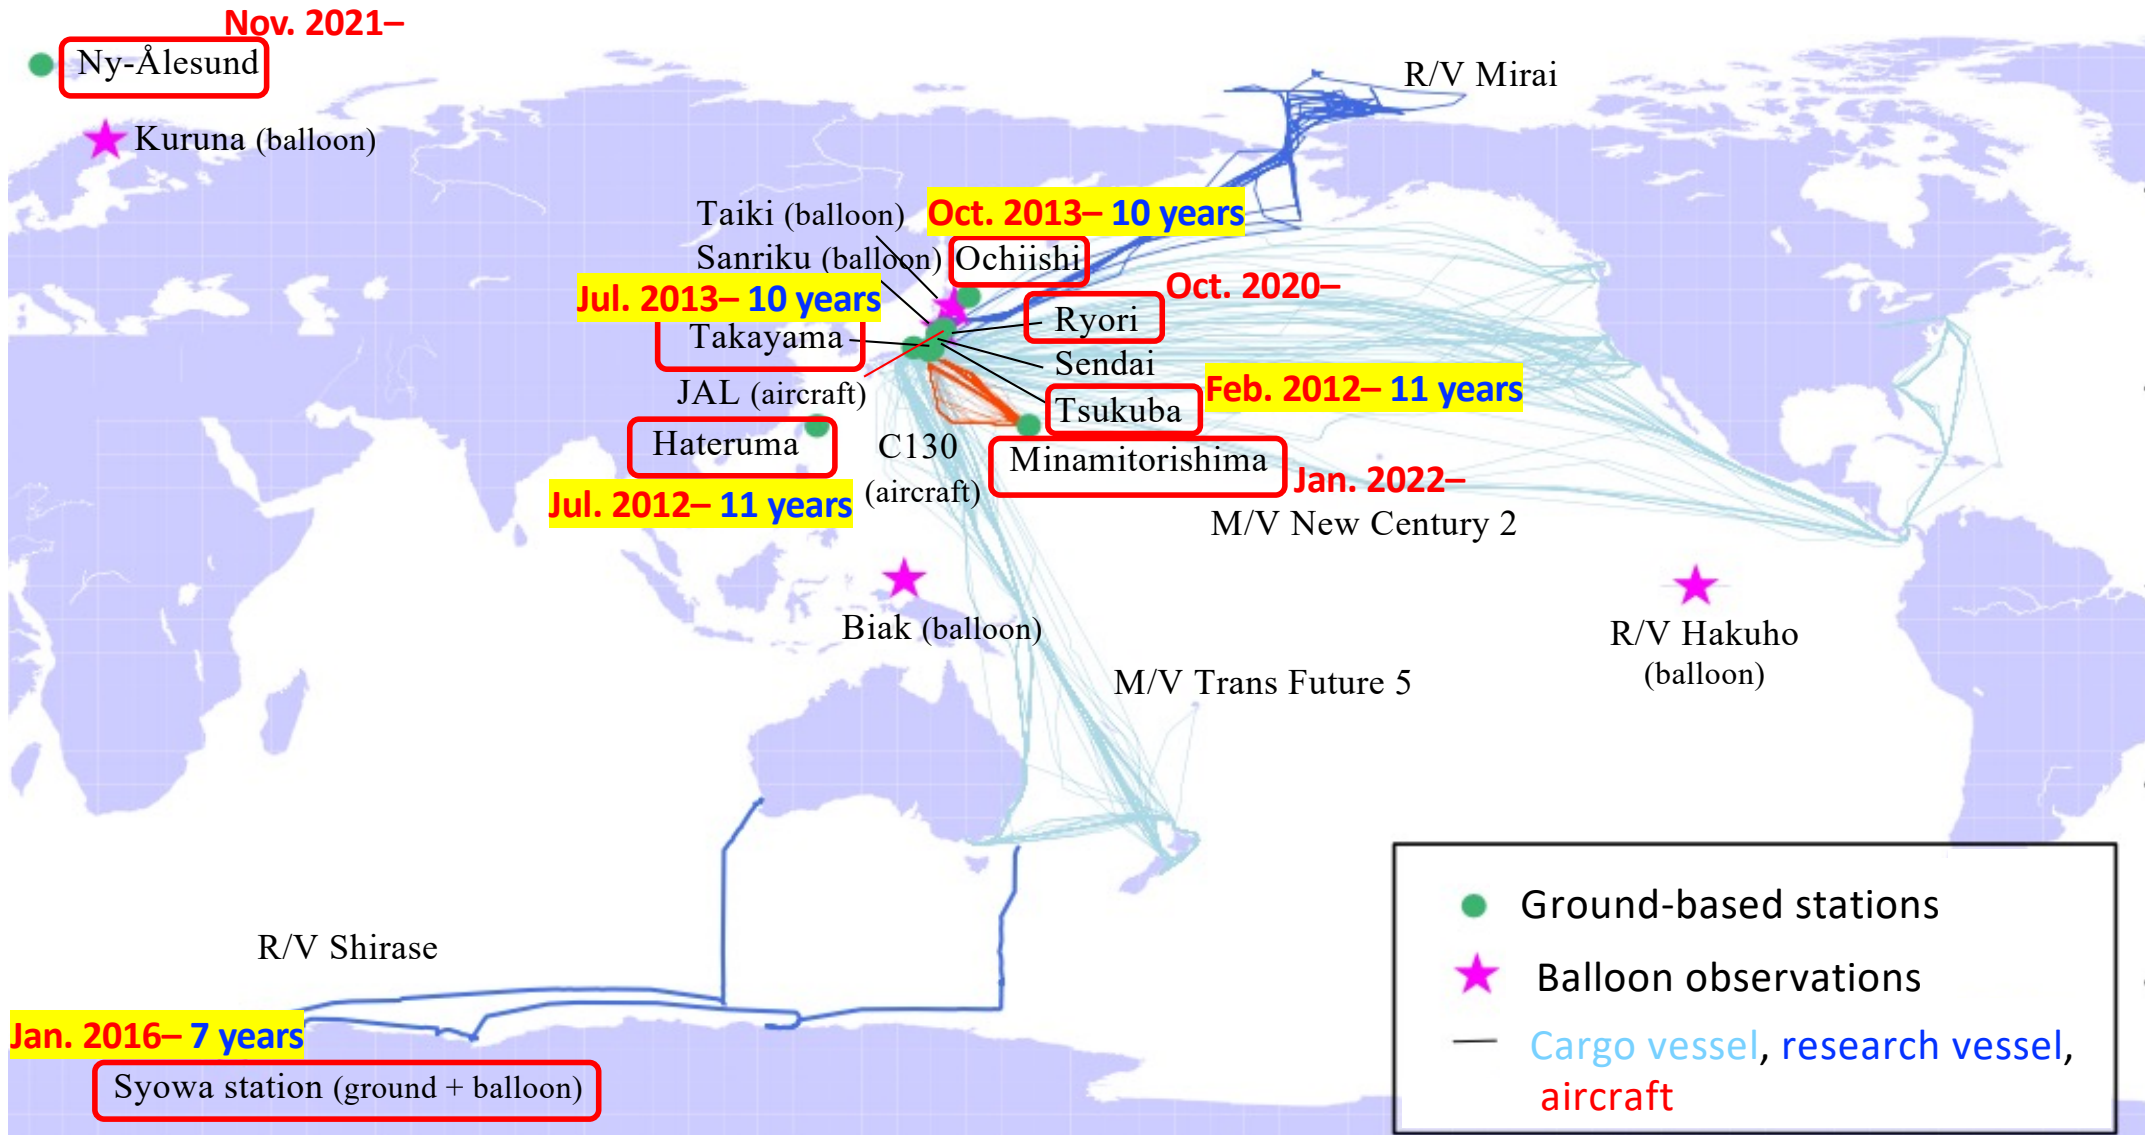 Nov. 2021–
Ny-Ålesund
R/V Mirai
Kuruna (balloon)
Taiki (balloon)
Oct. 2013– 10 years
Sanriku (balloon)
Ochiishi
Jul. 2013– 10 years
Oct. 2020–
Takayama
Ryori
Sendai
JAL (aircraft)
Feb. 2012– 11 years
Tsukuba
Hateruma
C130
(aircraft)
Minamitorishima
Jan. 2022–
Jul. 2012– 11 years
M/V New Century 2
Biak (balloon)
R/V Hakuho
(balloon)
M/V Trans Future 5
R/V Shirase
Jan. 2016– 7 years
Syowa station (ground + balloon)
Ground-based stations
Balloon observations
Cargo vessel, research vessel,
aircraft